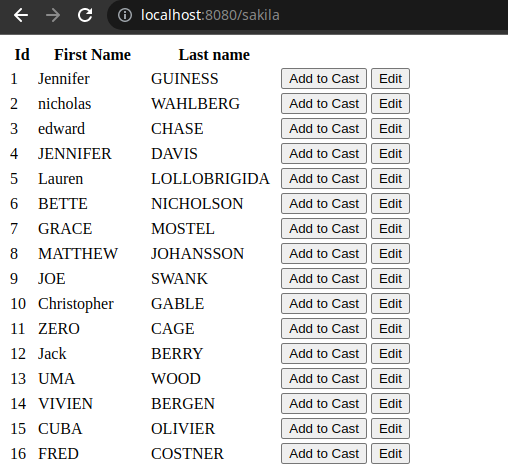 localhost:8080/sakila
Id First Name Last name
1 Jennifer GUINESS Add to Cast Edit
2 nicholas WAHLBERG Add to Cast Edit
3 edward CHASE Add to Cast Edit
4 JENNIFER DAVIS Add to Cast Edit
5 Lauren LOLLOBRIGIDA Add to Cast Edit
6 BETTE NICHOLSON Add to Cast Edit
7 GRACE MOSTEL Add to Cast Edit
8 MATTHEW JOHANSSON Add to Cast Edit
9 JOE SWANK Add to Cast Edit
10 Christopher GABLE Add to Cast Edit
11 ZERO CAGE Add to Cast Edit
12 Jack BERRY Add to Cast Edit
13 UMA WOOD Add to Cast Edit
14 VIVIEN BERGEN Add to Cast Edit
15 CUBA OLIVIER Add to Cast Edit
16 FRED COSTNER Add to Cast Edit